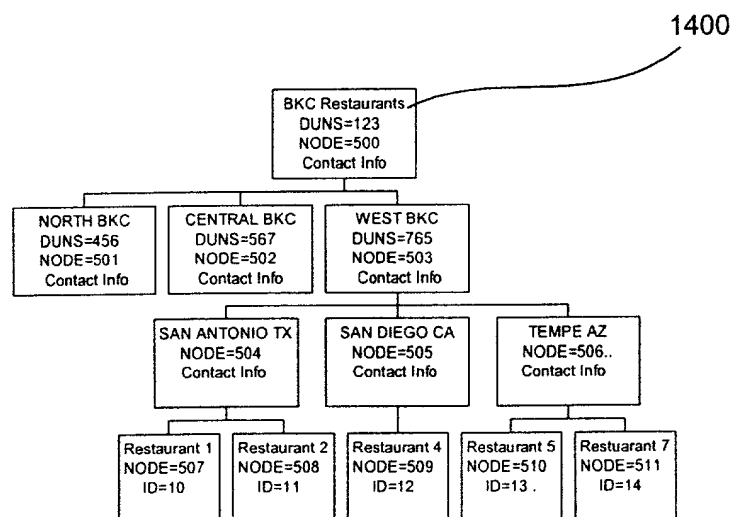 1400
BKC Restaurants
DUNS=123
NODE=500
Contact Info
NORTH BKC
DUNS=456
NODE=501
Contact Info
CENTRAL BKC
DUNS=567
NODE=502
Contact Info
WEST BKC
DUNS=765
NODE=503
Contact Info
SAN ANTONIO TX
NODE=504
Contact Info
SAN DIEGO CA
NODE=505
Contact Info
TEMPE AZ
NODE=506..
Contact Info
Restaurant 1
NODE=507
ID=10
Restaurant 2
NODE=508
ID=11
Restaurant 4
NODE=509
ID=12
Restaurant 5
NODE=510
ID=13 .
Restuarant 7
NODE=511
ID=14